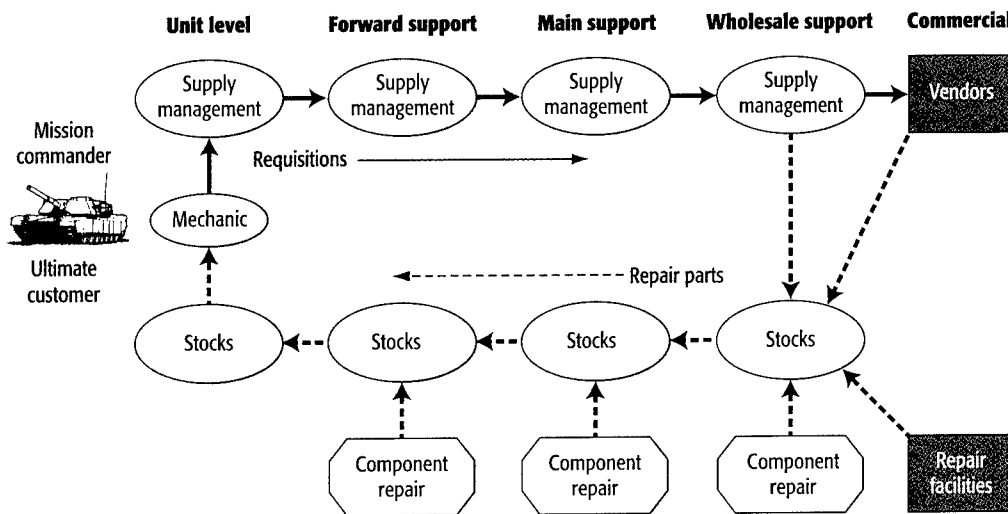 Unit level
Forward support
Main support
Wholesale support
Commercial
Supply
management
Supply
management
Supply
management
Supply
management
Vendors
Mission
commander
Requisitions
Mechanic
Ultimate
customer
Repair parts
Stocks
Stocks
Stocks
Stocks
Component
repair
Component
repair
Component
repair
Repair
facilities